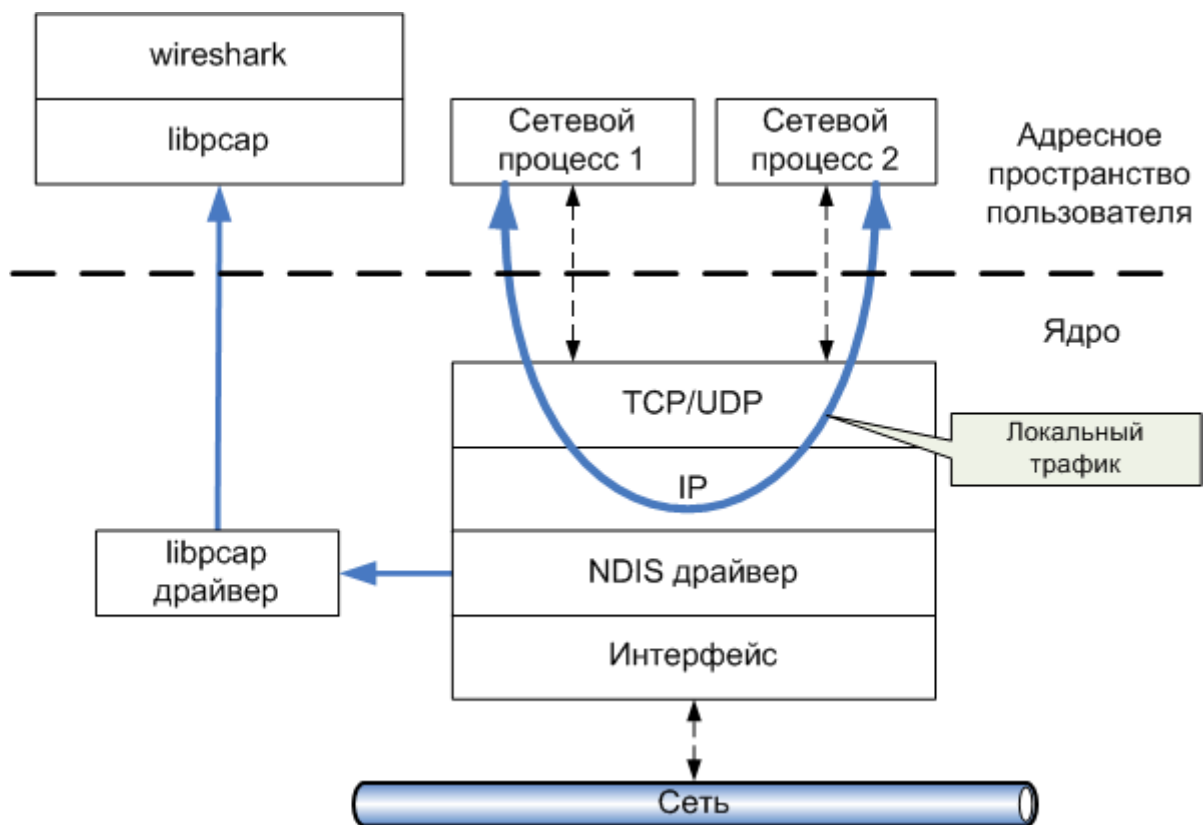 wireshark
libpcap
Сетевой
процесс 1
Сетевой
процесс 2
Адресное
пространство
пользователя
Ядро
TCP/UDP
Локальный
трафик
IP
libpcap
драйвер
NDIS драйвер
Интерфейс
Сеть